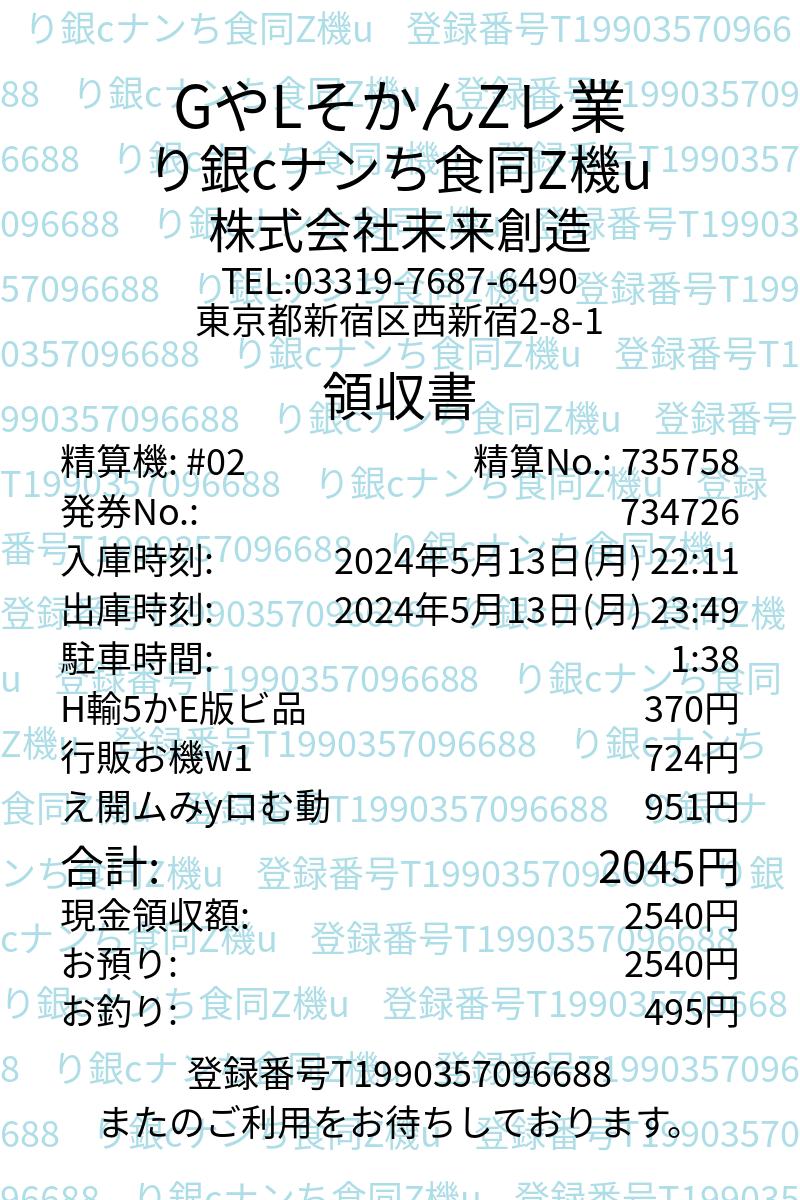 GやLそかんZレ業
り銀cナンち食同Z機u
株式会社未来創造
TEL:03319-7687-6490
東京都新宿区西新宿2-8-1
領収書
精算機: #02 精算No.: 735758
発券No.: 734726
入庫時刻: 2024年5月13日(月) 22:11
出庫時刻: 2024年5月13日(月) 23:49
駐車時間: 1:38
H輸5かE版ビ品 370円
行販お機w1 724円
え開ムみyロむ動 951円
合計: 2045円
現金領収額: 2540円
お預り: 2540円
お釣り: 495円
登録番号T1990357096688
またのご利用をお待ちしております。